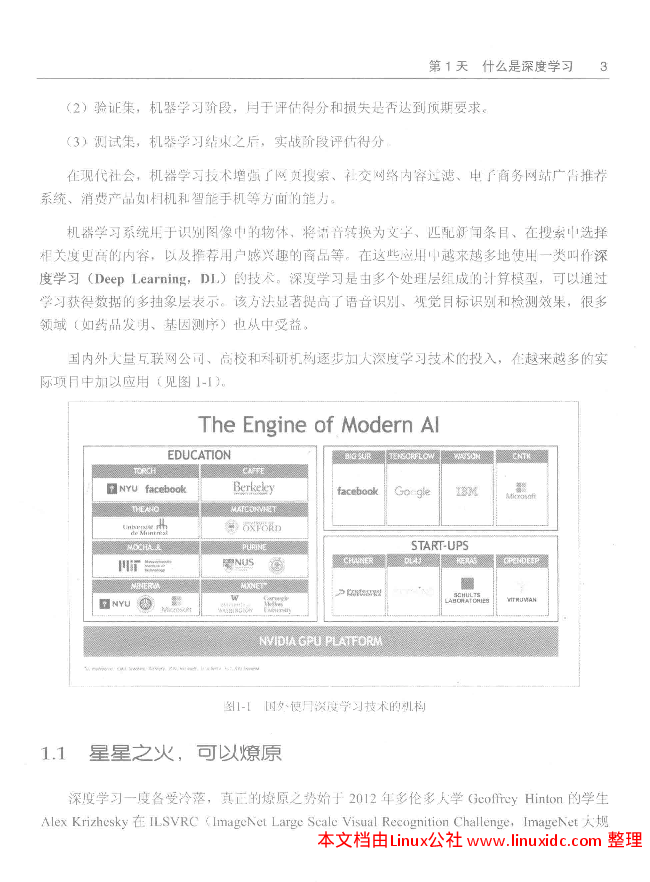 第 1 天 什么是深度学习 3
（2）验证集，机器学习阶段，用于评估得分和损失是否达到预期要求。
（3）测试集，机器学习结束之后，实战阶段评估得分。
在现代社会，机器学习技术增强了网页搜索、社交网络内容过滤、电子商务网站广告推荐
系统、消费产品如相机和智能手机等方面的能力。
机器学习系统用于识别图像中的物体，将语音转换为文字、匹配新闻条目、在搜索中选择
相关度更高的内容，以及推荐用户感兴趣的商品等。在这些应用中越来越多地使用一类叫作深
度学习（Deep Learning，DL）的技术。深度学习是由多个处理层组成的计算模型，可以通过
学习获得数据的多抽象层表示。该方法显著提高了语音识别、视觉目标识别和检测效果，很多
领域（如药品发明、基因测序）也从中受益。
国内外大量互联网公司、高校和科研机构逐步加大深度学习技术的投入，在越来越多的实
际项目中加以应用（见图 1-1）。
The Engine of Modern AI
EDUCATION
TORCH CAFFE
NYU facebook Berkeley
THEANO MATCONVNET
Université de Montréal UNIVERSITY OF OXFORD
MOCHA.JL PURINE
MIT Massachusetts Institute of Technology NUS
MINERVA MXNET*
NYU Microsoft W WASHINGTON Carnegie Mellon University
BIG SUR TENSORFLOW WATSON CNTK
facebook Google IBM Microsoft
START-UPS
CHAINER DL4J KERAS OPENDEEP
Preferred Networks SCHULTS LABORATORIES VITRUVIAN
NVIDIA GPU PLATFORM
图1-1 国外使用深度学习技术的机构
1.1 星星之火，可以燎原
深度学习一度备受冷落，真正的燎原之势始于 2012 年多伦多大学 Geoffrey Hinton 的学生
Alex Krizhesky 在 ILSVRC（ImageNet Large Scale Visual Recognition Challenge，ImageNet 大规
本文档由Linux公社 www.linuxidc.com 整理